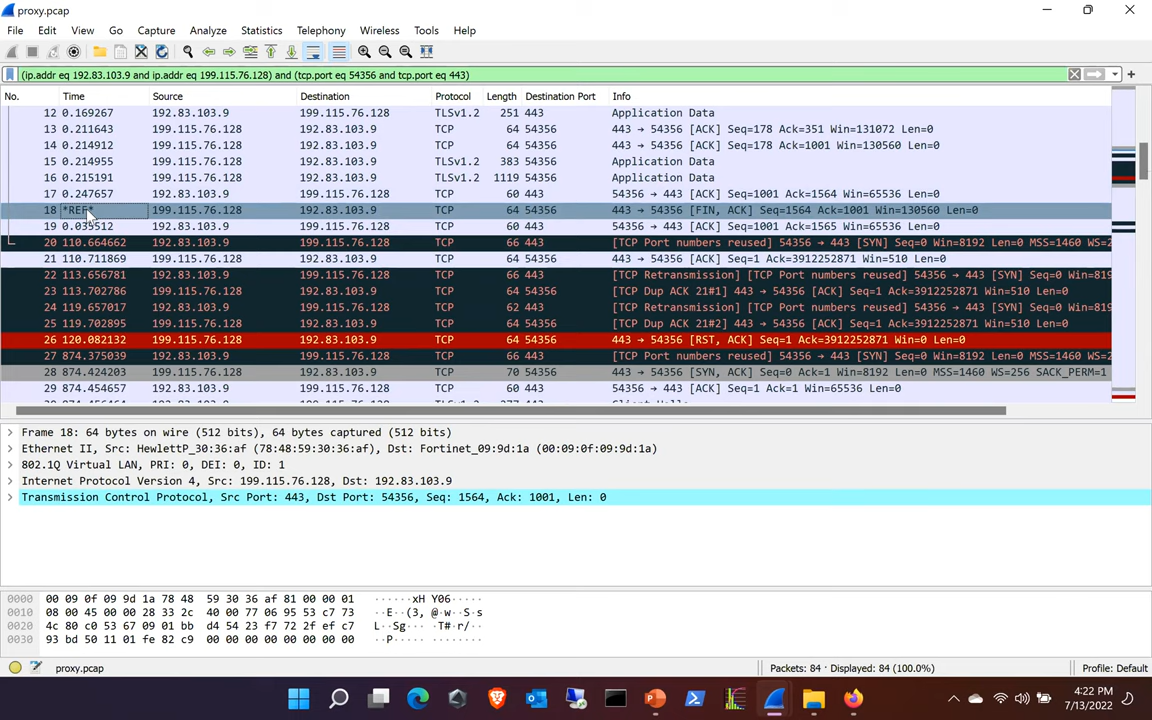 proxy.pcap
File Edit View Go Capture Analyze Statistics Telephony Wireless Tools Help
(ip.addr eq 192.83.103.9 and ip.addr eq 199.115.76.128) and (tcp.port eq 54356 and tcp.port eq 443)
No. Time Source Destination Protocol Length Destination Port Info
12 0.169267 192.83.103.9 199.115.76.128 TLSv1.2 251 443 Application Data
13 0.211643 199.115.76.128 192.83.103.9 TCP 64 54356 443 → 54356 [ACK] Seq=178 Ack=351 Win=131072 Len=0
14 0.214912 199.115.76.128 192.83.103.9 TCP 64 54356 443 → 54356 [ACK] Seq=178 Ack=1001 Win=130560 Len=0
15 0.214955 199.115.76.128 192.83.103.9 TLSv1.2 383 54356 Application Data
16 0.215191 199.115.76.128 192.83.103.9 TLSv1.2 1119 54356 Application Data
17 0.247657 192.83.103.9 199.115.76.128 TCP 60 443 54356 → 443 [ACK] Seq=1001 Ack=1564 Win=65536 Len=0
18 *REF* 199.115.76.128 192.83.103.9 TCP 64 54356 443 → 54356 [FIN, ACK] Seq=1564 Ack=1001 Win=130560 Len=0
19 0.035512 192.83.103.9 199.115.76.128 TCP 60 443 54356 → 443 [ACK] Seq=1001 Ack=1565 Win=65536 Len=0
20 110.664662 192.83.103.9 199.115.76.128 TCP 66 443 [TCP Port numbers reused] 54356 → 443 [SYN] Seq=0 Win=8192 Len=0 MSS=1460 WS=2
21 110.711869 199.115.76.128 192.83.103.9 TCP 64 54356 443 → 54356 [ACK] Seq=1 Ack=3912252871 Win=510 Len=0
22 113.656781 192.83.103.9 199.115.76.128 TCP 66 443 [TCP Retransmission] [TCP Port numbers reused] 54356 → 443 [SYN] Seq=0 Win=819
23 113.702786 199.115.76.128 192.83.103.9 TCP 64 54356 [TCP Dup ACK 21#1] 443 → 54356 [ACK] Seq=1 Ack=3912252871 Win=510 Len=0
24 119.657017 192.83.103.9 199.115.76.128 TCP 62 443 [TCP Retransmission] [TCP Port numbers reused] 54356 → 443 [SYN] Seq=0 Win=819
25 119.702895 199.115.76.128 192.83.103.9 TCP 64 54356 [TCP Dup ACK 21#2] 443 → 54356 [ACK] Seq=1 Ack=3912252871 Win=510 Len=0
26 120.082132 199.115.76.128 192.83.103.9 TCP 64 54356 443 → 54356 [RST, ACK] Seq=1 Ack=3912252871 Win=0 Len=0
27 874.375039 192.83.103.9 199.115.76.128 TCP 66 443 [TCP Port numbers reused] 54356 → 443 [SYN] Seq=0 Win=8192 Len=0 MSS=1460 WS=2
28 874.424203 199.115.76.128 192.83.103.9 TCP 70 54356 443 → 54356 [SYN, ACK] Seq=0 Ack=1 Win=8192 Len=0 MSS=1460 WS=256 SACK_PERM=1
29 874.454657 192.83.103.9 199.115.76.128 TCP 60 443 54356 → 443 [ACK] Seq=1 Ack=1 Win=65536 Len=0
Frame 18: 64 bytes on wire (512 bits), 64 bytes captured (512 bits)
Ethernet II, Src: HewlettP_30:36:af (78:48:59:30:36:af), Dst: Fortinet_09:9d:1a (00:09:0f:09:9d:1a)
802.1Q Virtual LAN, PRI: 0, DEI: 0, ID: 1
Internet Protocol Version 4, Src: 199.115.76.128, Dst: 192.83.103.9
Transmission Control Protocol, Src Port: 443, Dst Port: 54356, Seq: 1564, Ack: 1001, Len: 0
0000 00 09 0f 09 9d 1a 78 48 59 30 36 af 81 00 00 01 ······xH Y06·····
0010 08 00 45 00 00 28 33 2c 40 00 77 06 95 53 c7 73 ··E··(3, @·w··S·s
0020 4c 80 c0 53 67 09 01 bb d4 54 23 f7 72 2f ef c7 L··Sg··· ·T#·r/··
0030 93 bd 50 11 01 fe 82 c9 00 00 00 00 00 00 00 00 ··P····· ········
proxy.pcap Packets: 84 · Displayed: 84 (100.0%) Profile: Default
4:22 PM
7/13/2022